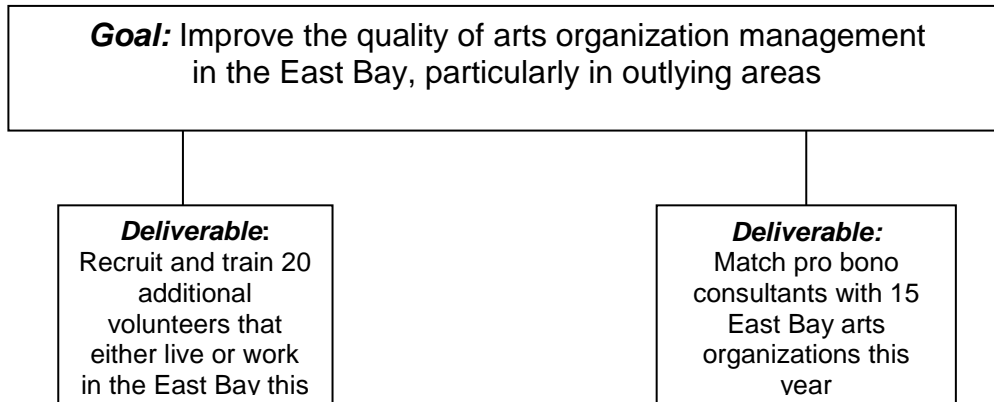 Goal: Improve the quality of arts organization management
in the East Bay, particularly in outlying areas
Deliverable:
Recruit and train 20
additional
volunteers that
either live or work
in the East Bay this
Deliverable:
Match pro bono
consultants with 15
East Bay arts
organizations this
year